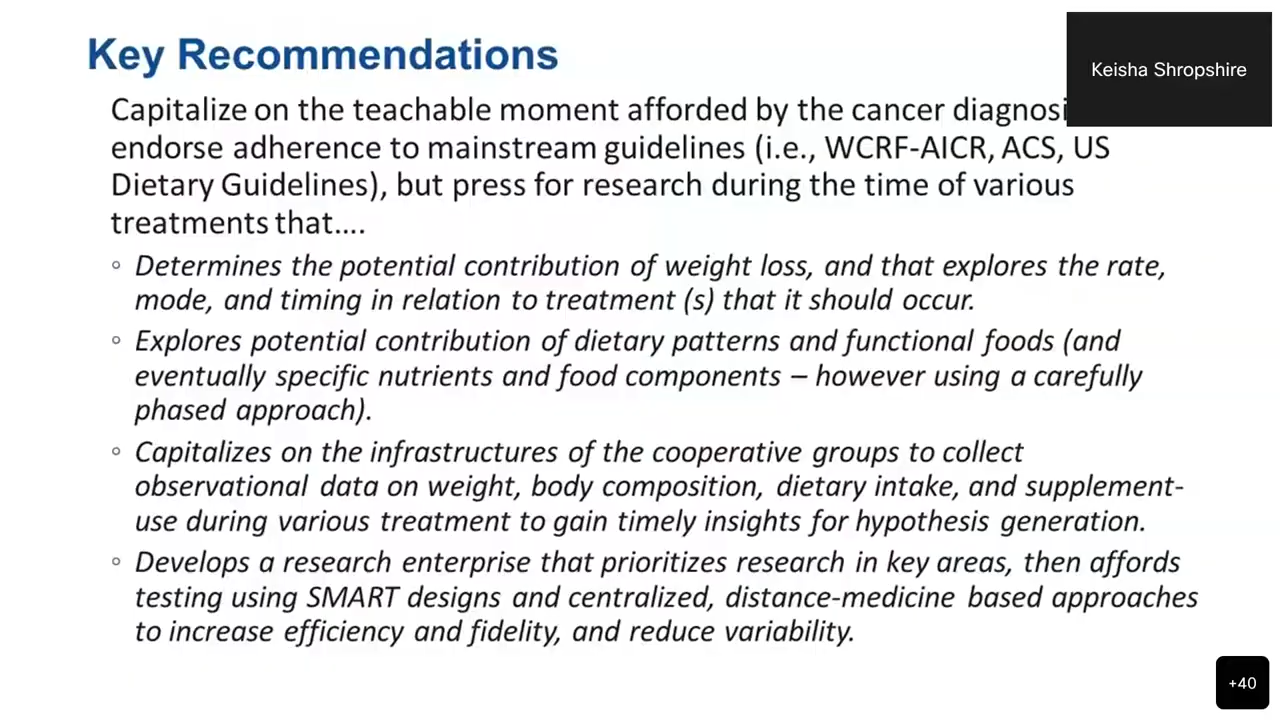 Key Recommendations
Keisha Shropshire
Capitalize on the teachable moment afforded by the cancer diagnosi
endorse adherence to mainstream guidelines (i.e., WCRF-AICR, ACS, US
Dietary Guidelines), but press for research during the time of various
treatments that….
◦ Determines the potential contribution of weight loss, and that explores the rate,
mode, and timing in relation to treatment (s) that it should occur.
◦ Explores potential contribution of dietary patterns and functional foods (and
eventually specific nutrients and food components – however using a carefully
phased approach).
◦ Capitalizes on the infrastructures of the cooperative groups to collect
observational data on weight, body composition, dietary intake, and supplement-
use during various treatment to gain timely insights for hypothesis generation.
◦ Develops a research enterprise that prioritizes research in key areas, then affords
testing using SMART designs and centralized, distance-medicine based approaches
to increase efficiency and fidelity, and reduce variability.
+40